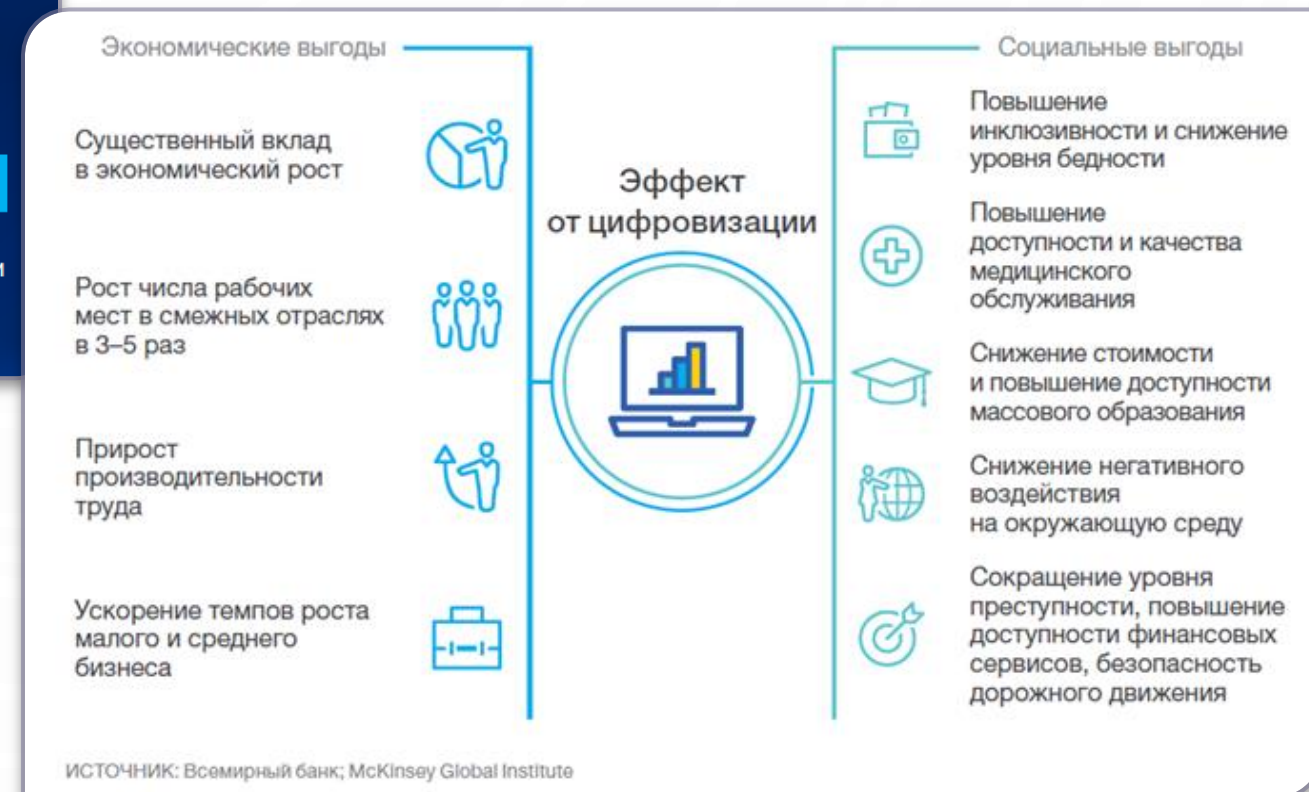 Экономические выгоды
Существенный вклад
в экономический рост
Рост числа рабочих
мест в смежных отраслях
в 3–5 раз
Прирост
производительности
труда
Ускорение темпов роста
малого и среднего
бизнеса
Эффект
от цифровизации
Социальные выгоды
Повышение
инклюзивности и снижение
уровня бедности
Повышение
доступности и качества
медицинского
обслуживания
Снижение стоимости
и повышение доступности
массового образования
Снижение негативного
воздействия
на окружающую среду
Сокращение уровня
преступности, повышение
доступности финансовых
сервисов, безопасность
дорожного движения
ИСТОЧНИК: Всемирный банк; McKinsey Global Institute